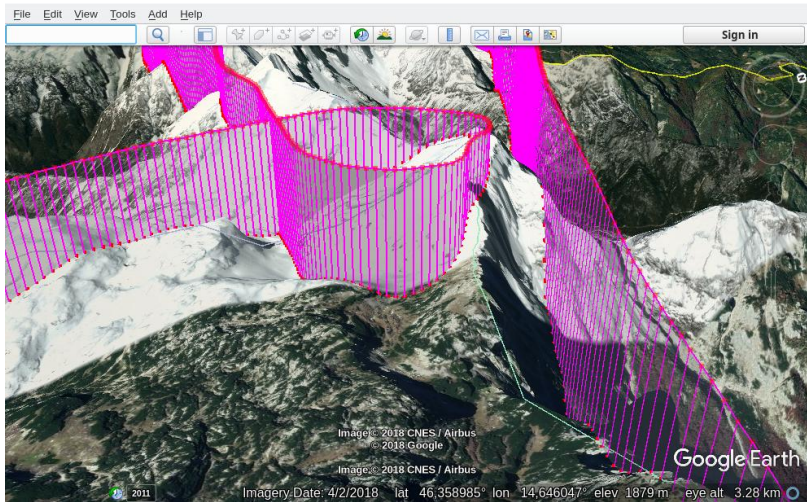 File Edit View Tools Add Help
Sign in
Image © 2018 CNES / Airbus
© 2018 Google
Image © 2018 CNES / Airbus
Google Earth
2011 Imagery Date: 4/2/2018 lat 46,358985° lon 14,646047° elev 1879 m eye alt 3.28 km